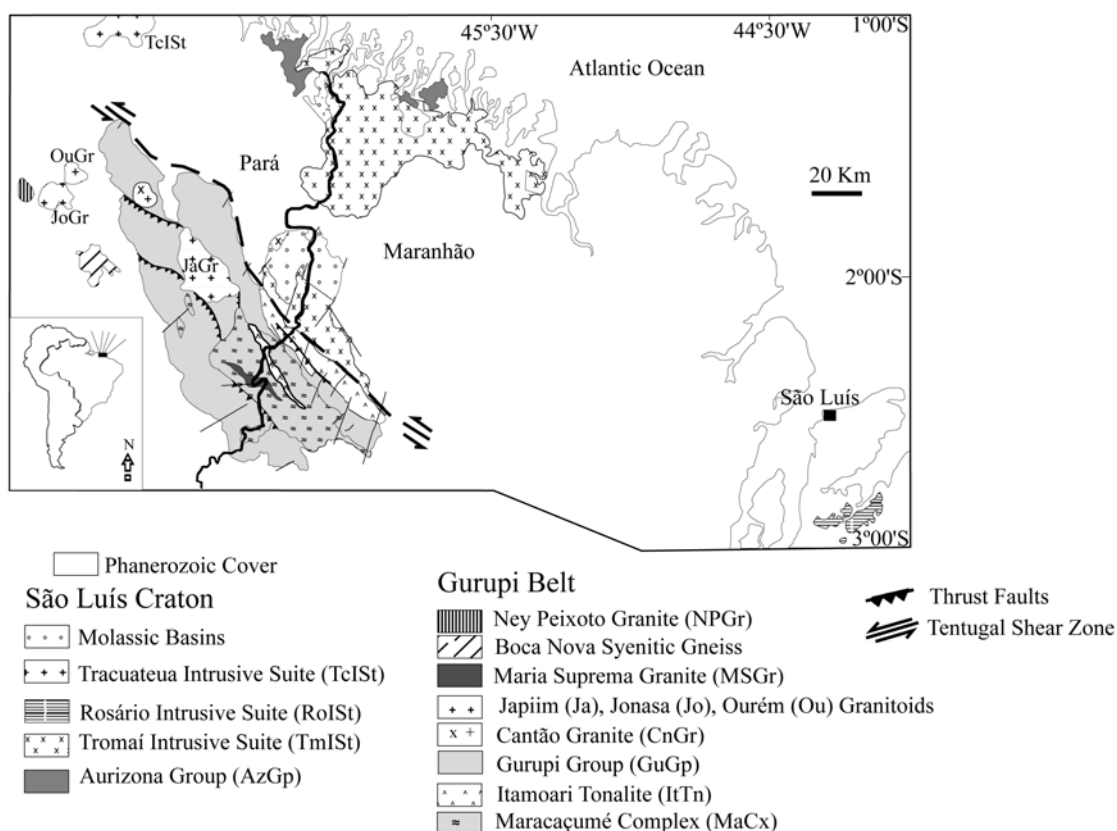 45°30'W
44°30'W
1°00'S
TcISt
Atlantic Ocean
Pará
OuGr
20 Km
JoGr
Maranhão
JaGr
2°00'S
São Luís
N
3°00'S
Phanerozoic Cover
São Luís Craton
Molassic Basins
Tracuateua Intrusive Suite (TcISt)
Rosário Intrusive Suite (RoISt)
Tromaí Intrusive Suite (TmISt)
Aurizona Group (AzGp)
Gurupi Belt
Ney Peixoto Granite (NPGr)
Boca Nova Syenitic Gneiss
Maria Suprema Granite (MSGr)
Japiim (Ja), Jonasa (Jo), Ourém (Ou) Granitoids
Cantão Granite (CnGr)
Gurupi Group (GuGp)
Itamoari Tonalite (ItTn)
Maracaçumé Complex (MaCx)
Thrust Faults
Tentugal Shear Zone